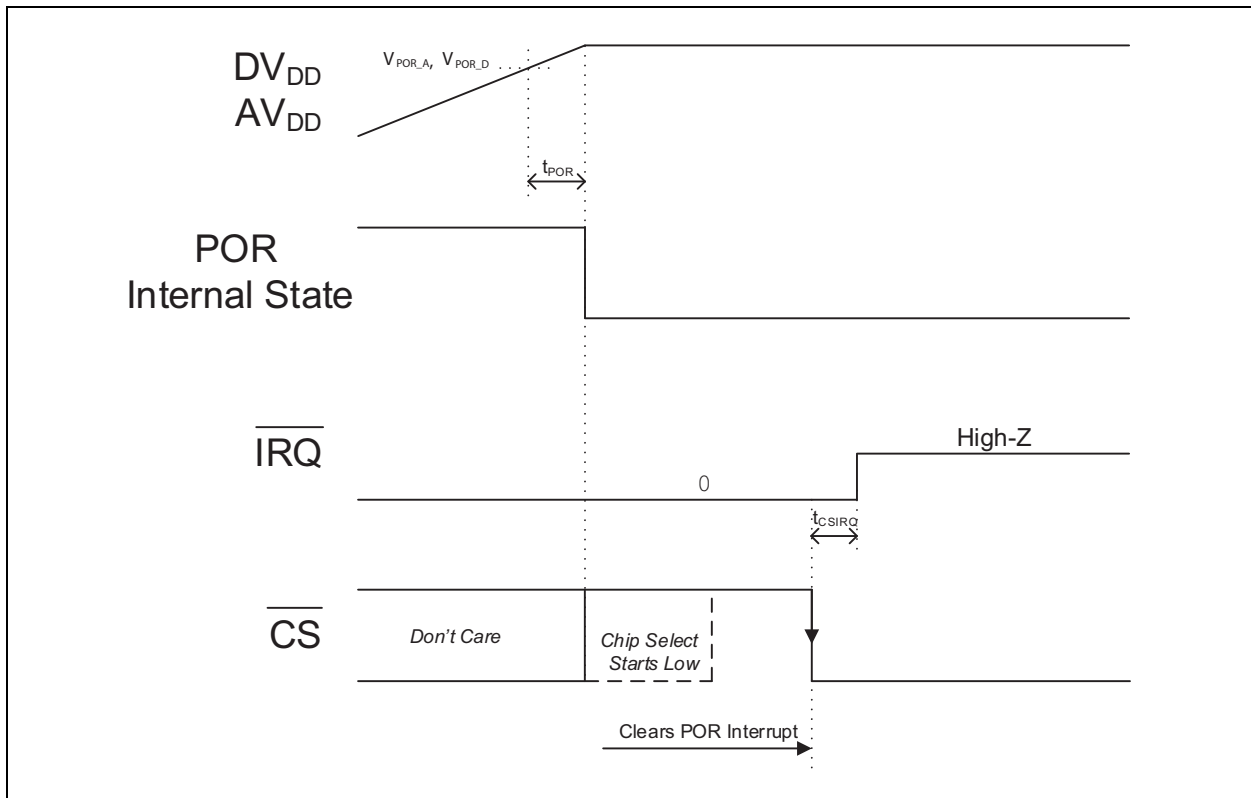 DVDD
AVDD
VPOR_A, VPOR_D
tPOR
POR
Internal State
IRQ
High-Z
0
tCSIRQ
CS
Don't Care
Chip Select
Starts Low
Clears POR Interrupt